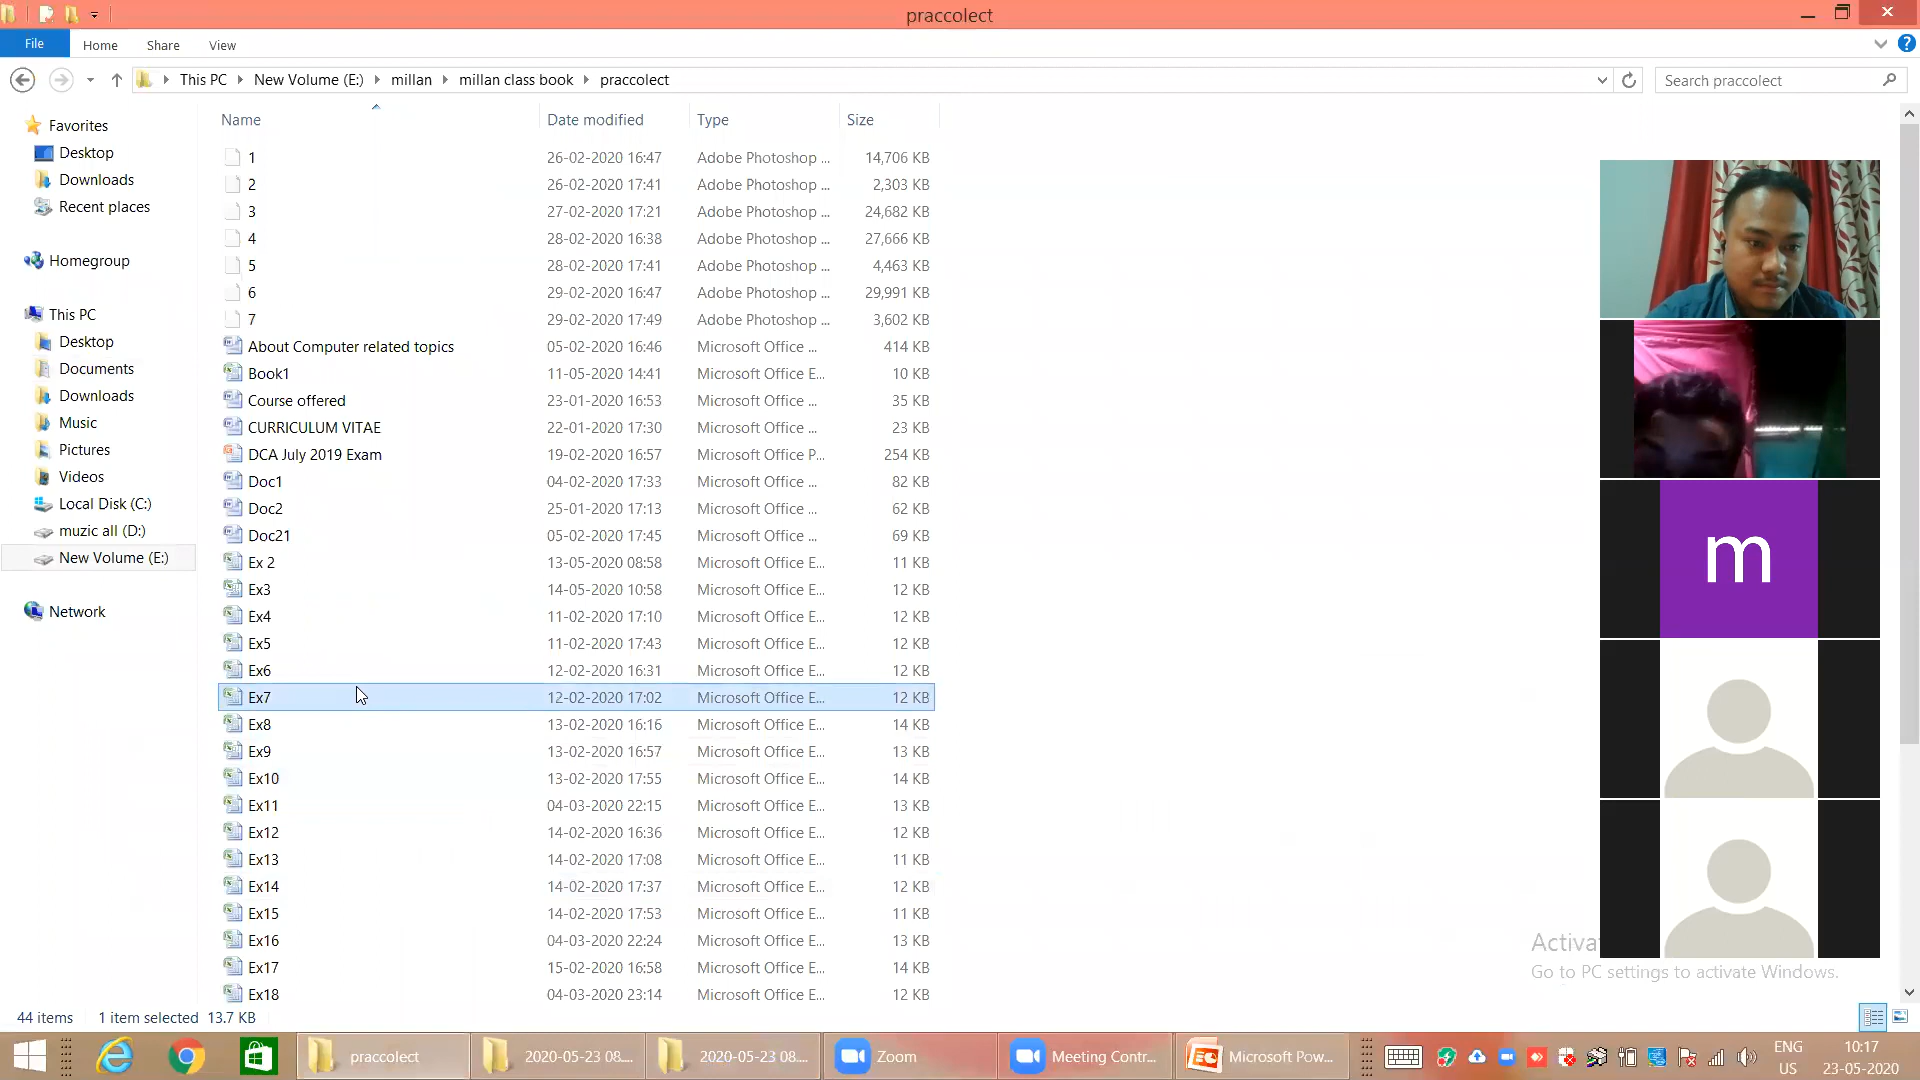 praccolect
File Home Share View
This PC New Volume (E:) millan millan class book praccolect Search praccolect
Name Date modified Type Size
Favorites
Desktop
Downloads
Recent places
Homegroup
This PC
Desktop
Documents
Downloads
Music
Pictures
Videos
Local Disk (C:)
muzic all (D:)
New Volume (E:)
Network
1 26-02-2020 16:47 Adobe Photoshop ... 14,706 KB
2 26-02-2020 17:41 Adobe Photoshop ... 2,303 KB
3 27-02-2020 17:21 Adobe Photoshop ... 24,682 KB
4 28-02-2020 16:38 Adobe Photoshop ... 27,666 KB
5 28-02-2020 17:41 Adobe Photoshop ... 4,463 KB
6 29-02-2020 16:47 Adobe Photoshop ... 29,991 KB
7 29-02-2020 17:49 Adobe Photoshop ... 3,602 KB
About Computer related topics 05-02-2020 16:46 Microsoft Office ... 414 KB
Book1 11-05-2020 14:41 Microsoft Office E... 10 KB
Course offered 23-01-2020 16:53 Microsoft Office ... 35 KB
CURRICULUM VITAE 22-01-2020 17:30 Microsoft Office ... 23 KB
DCA July 2019 Exam 19-02-2020 16:57 Microsoft Office P... 254 KB
Doc1 04-02-2020 17:33 Microsoft Office ... 82 KB
Doc2 25-01-2020 17:13 Microsoft Office ... 62 KB
Doc21 05-02-2020 17:45 Microsoft Office ... 69 KB
Ex 2 13-05-2020 08:58 Microsoft Office E... 11 KB
Ex3 14-05-2020 10:58 Microsoft Office E... 12 KB
Ex4 11-02-2020 17:10 Microsoft Office E... 12 KB
Ex5 11-02-2020 17:43 Microsoft Office E... 12 KB
Ex6 12-02-2020 16:31 Microsoft Office E... 12 KB
Ex7 12-02-2020 17:02 Microsoft Office E... 12 KB
Ex8 13-02-2020 16:16 Microsoft Office E... 14 KB
Ex9 13-02-2020 16:57 Microsoft Office E... 13 KB
Ex10 13-02-2020 17:55 Microsoft Office E... 14 KB
Ex11 04-03-2020 22:15 Microsoft Office E... 13 KB
Ex12 14-02-2020 16:36 Microsoft Office E... 12 KB
Ex13 14-02-2020 17:08 Microsoft Office E... 11 KB
Ex14 14-02-2020 17:37 Microsoft Office E... 12 KB
Ex15 14-02-2020 17:53 Microsoft Office E... 11 KB
Ex16 04-03-2020 22:24 Microsoft Office E... 13 KB
Ex17 15-02-2020 16:58 Microsoft Office E... 14 KB
Ex18 04-03-2020 23:14 Microsoft Office E... 12 KB
m
Activa
Go to PC settings to activate Windows.
44 items 1 item selected 13.7 KB
praccolect 2020-05-23 08.... 2020-05-23 08.... Zoom Meeting Contr... Microsoft Pow...
ENG 10:17
US 23-05-2020